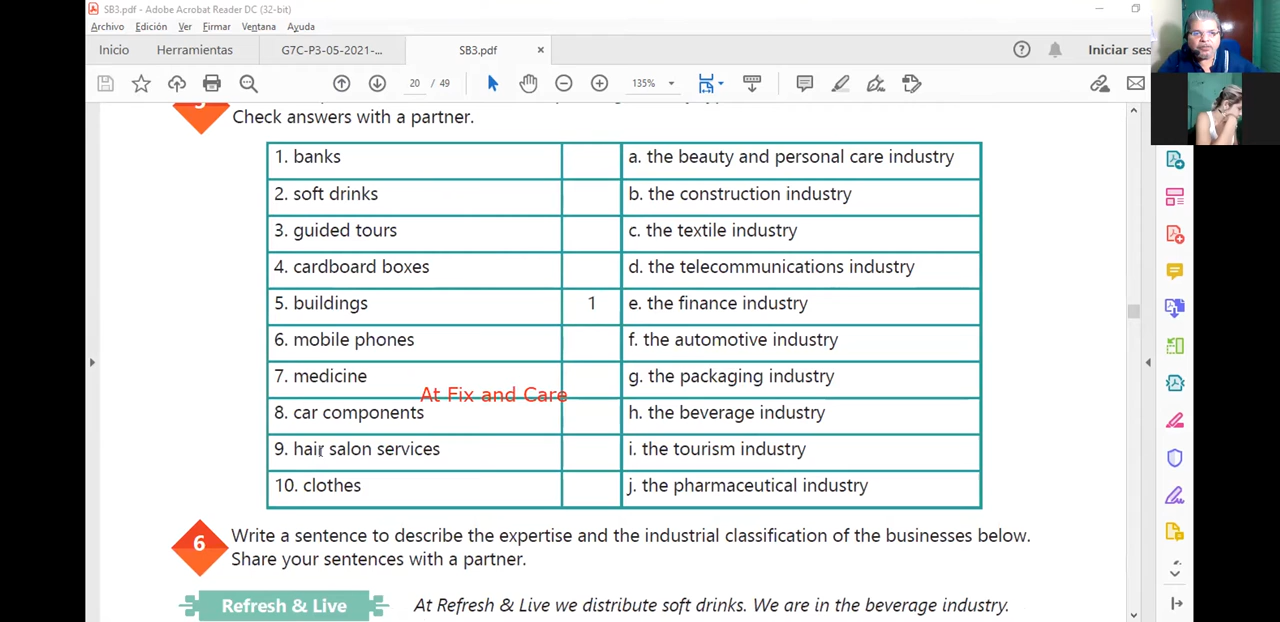 SB3.pdf - Adobe Acrobat Reader DC (32-bit)
Archivo Edición Ver Firmar Ventana Ayuda
Inicio Herramientas G7C-P3-05-2021-... SB3.pdf × Iniciar ses
20 / 49 135%
Check answers with a partner.
1. banks a. the beauty and personal care industry
2. soft drinks b. the construction industry
3. guided tours c. the textile industry
4. cardboard boxes d. the telecommunications industry
5. buildings 1 e. the finance industry
6. mobile phones f. the automotive industry
7. medicine g. the packaging industry
At Fix and Care
8. car components h. the beverage industry
9. hair salon services i. the tourism industry
10. clothes j. the pharmaceutical industry
6 Write a sentence to describe the expertise and the industrial classification of the businesses below.
Share your sentences with a partner.
Refresh & Live At Refresh & Live we distribute soft drinks. We are in the beverage industry.